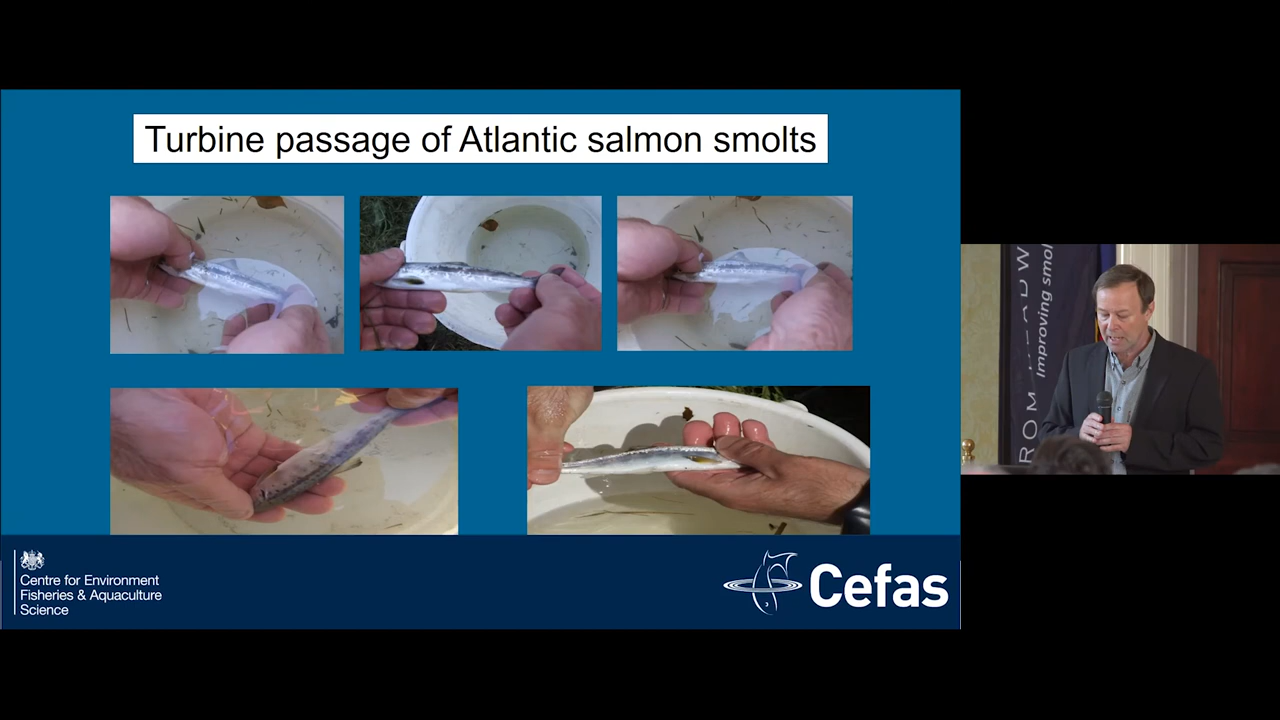 Turbine passage of Atlantic salmon smolts
Centre for Environment
Fisheries & Aquaculture
Science
Cefas
Improving smol